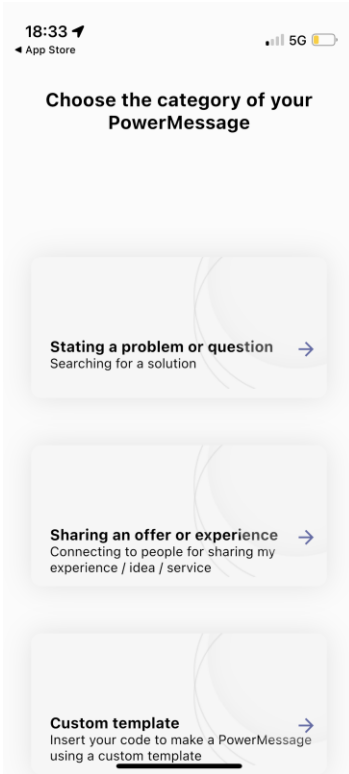 18:33
5G
◀ App Store
Choose the category of your
PowerMessage
Stating a problem or question
Searching for a solution
Sharing an offer or experience
Connecting to people for sharing my
experience / idea / service
Custom template
Insert your code to make a PowerMessage
using a custom template